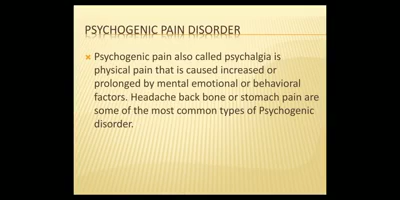 PSYCHOGENIC PAIN DISORDER
Psychogenic pain also called psychalgia is
physical pain that is caused increased or
prolonged by mental emotional or behavioral
factors. Headache back bone or stomach pain are
some of the most common types of Psychogenic
disorder.